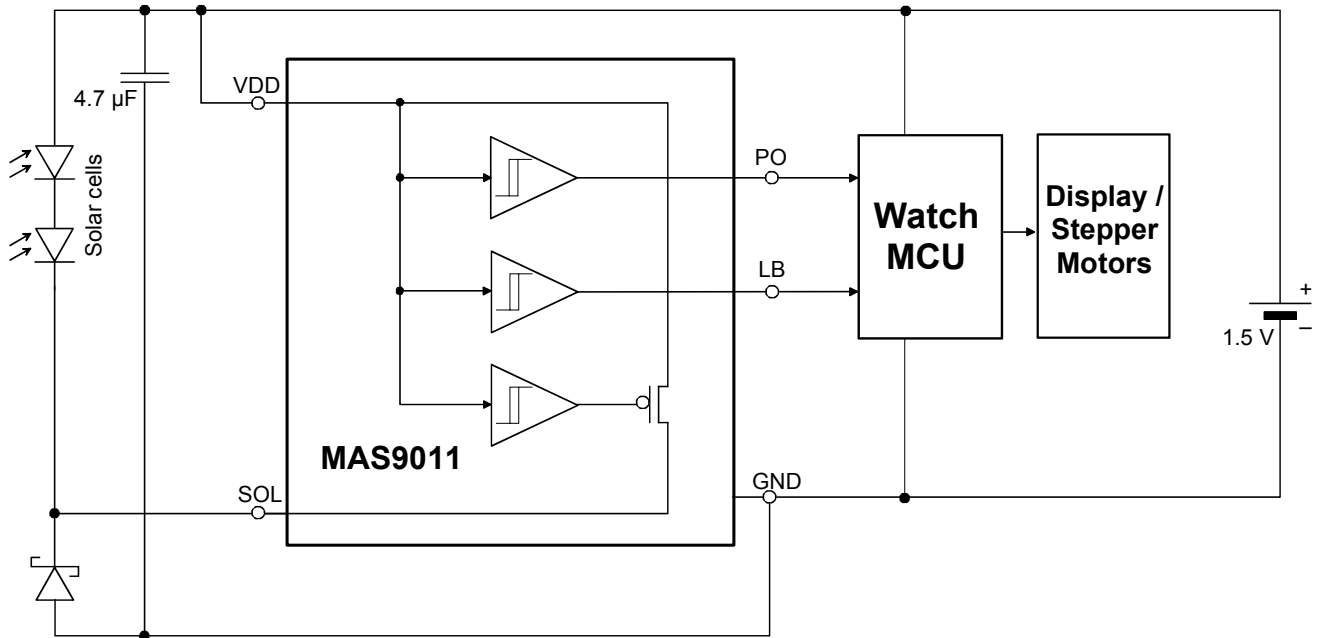 4.7 µF
VDD
Solar cells
PO
LB
Watch
MCU
Display /
Stepper
Motors
+
1.5 V
–
MAS9011
SOL
GND